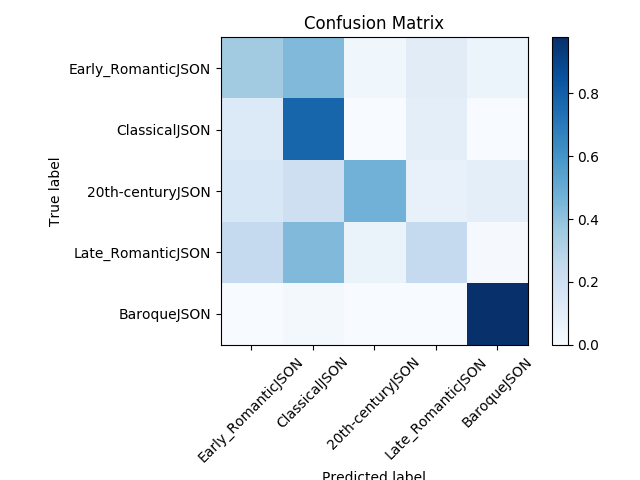 Confusion Matrix
Early_RomanticJSON
ClassicalJSON
20th-centuryJSON
Late_RomanticJSON
BaroqueJSON
True label
Early_RomanticJSON
ClassicalJSON
20th-centuryJSON
Late_RomanticJSON
BaroqueJSON
Predicted label
0.8
0.6
0.4
0.2
0.0